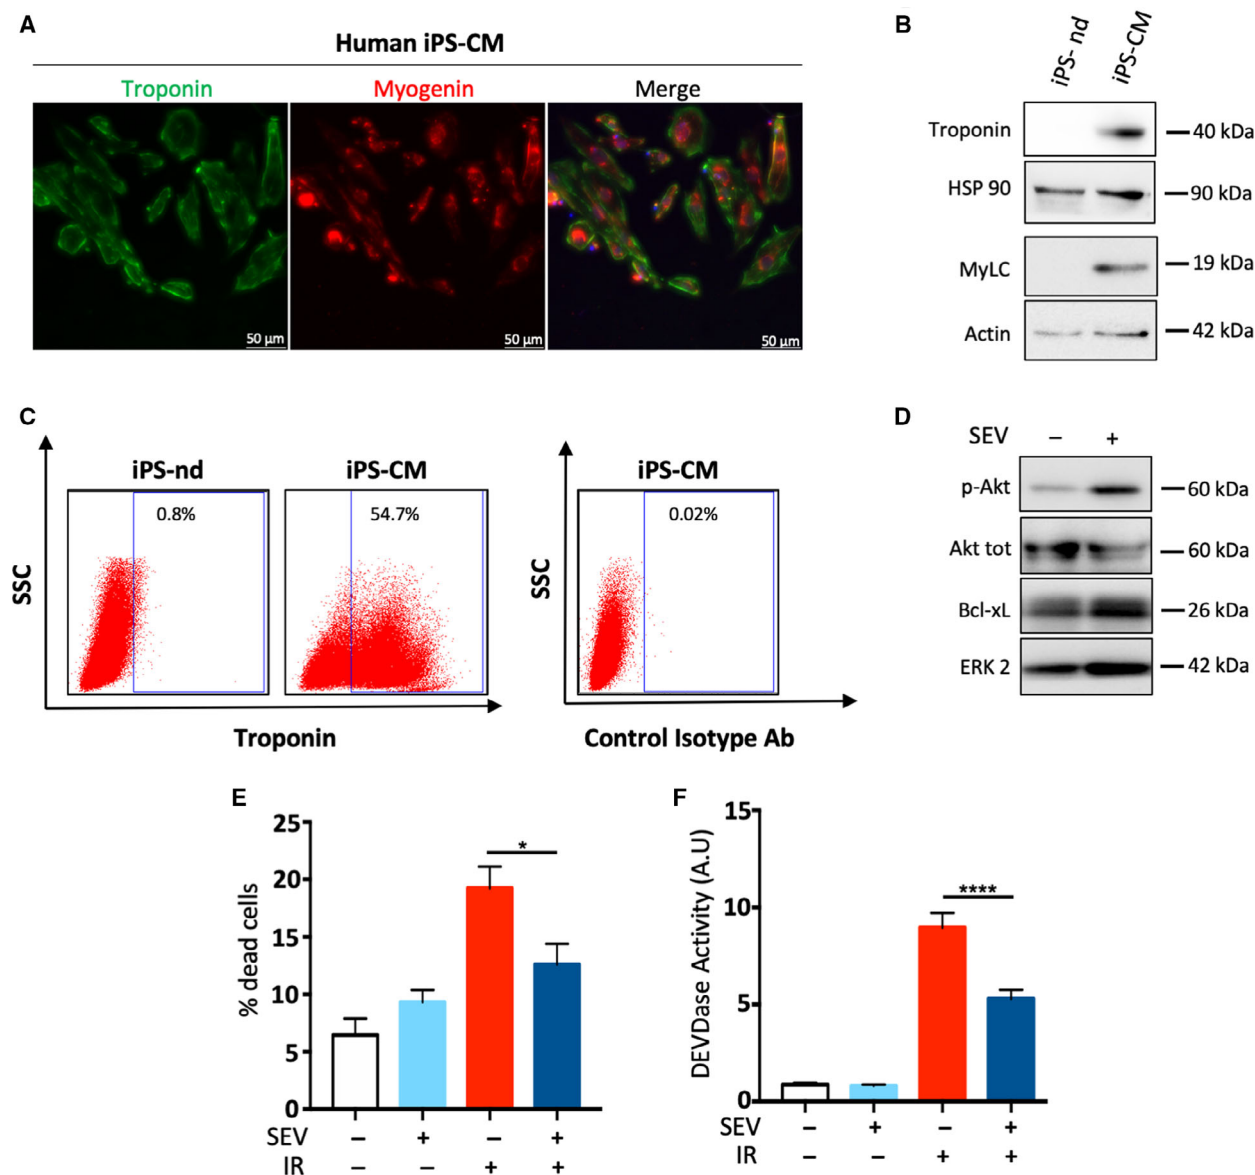 A
Human iPS-CM
Troponin Myogenin Merge
50 µm 50 µm 50 µm
B
iPS- nd iPS-CM
Troponin 40 kDa
HSP 90 90 kDa
MyLC 19 kDa
Actin 42 kDa
C
iPS-nd iPS-CM iPS-CM
0.8% 54.7% 0.02%
SSC SSC
Troponin Control Isotype Ab
D
SEV – +
p-Akt 60 kDa
Akt tot 60 kDa
Bcl-xL 26 kDa
ERK 2 42 kDa
E
% dead cells
25
20
15
10
5
0
*
SEV – + – +
IR – – + +
F
DEVDase Activity (A.U)
15
10
5
0
****
SEV – + – +
IR – – + +